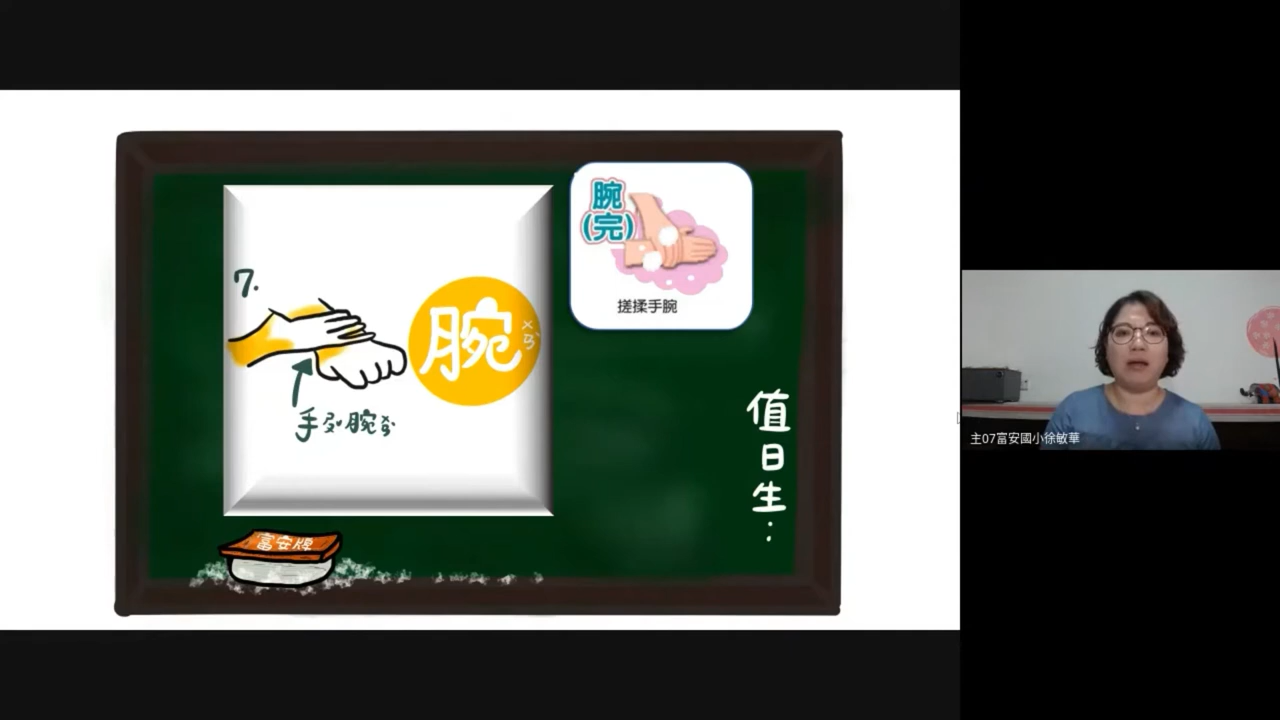 7.
腕
ㄨㄢˋ
手ㄕㄡˇ腕ㄨㄢˋ
腕
(完)
搓揉手腕
值日生:
富安牌
主07富安國小徐敏華